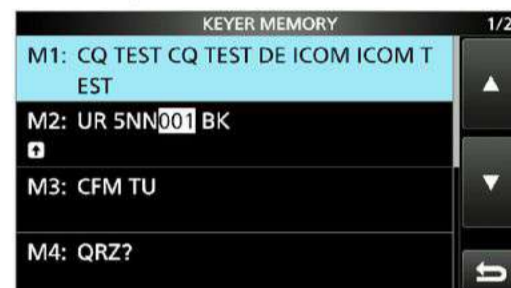 KEYER MEMORY 1/2
M1: CQ TEST CQ TEST DE ICOM ICOM T
EST
M2: UR 5NN001 BK
M3: CFM TU
M4: QRZ?